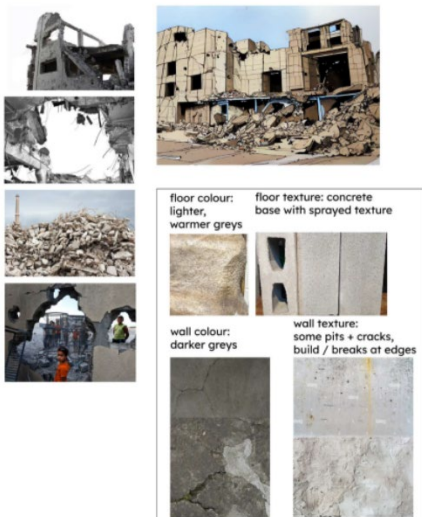 floor colour:
lighter,
warmer greys
floor texture: concrete
base with sprayed texture
wall colour:
darker greys
wall texture:
some pits + cracks,
build / breaks at edges